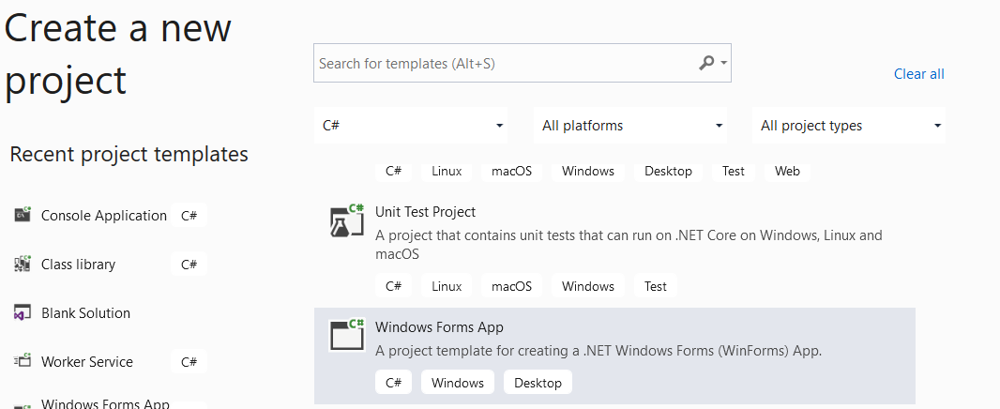 Create a new
project
Recent project templates
Console Application C#
Class library C#
Blank Solution
Worker Service C#
Windows Forms App
Search for templates (Alt+S)
Clear all
C# All platforms All project types
C# Linux macOS Windows Desktop Test Web
C#
Unit Test Project
A project that contains unit tests that can run on .NET Core on Windows, Linux and
macOS
C# Linux macOS Windows Test
C#
Windows Forms App
A project template for creating a .NET Windows Forms (WinForms) App.
C# Windows Desktop